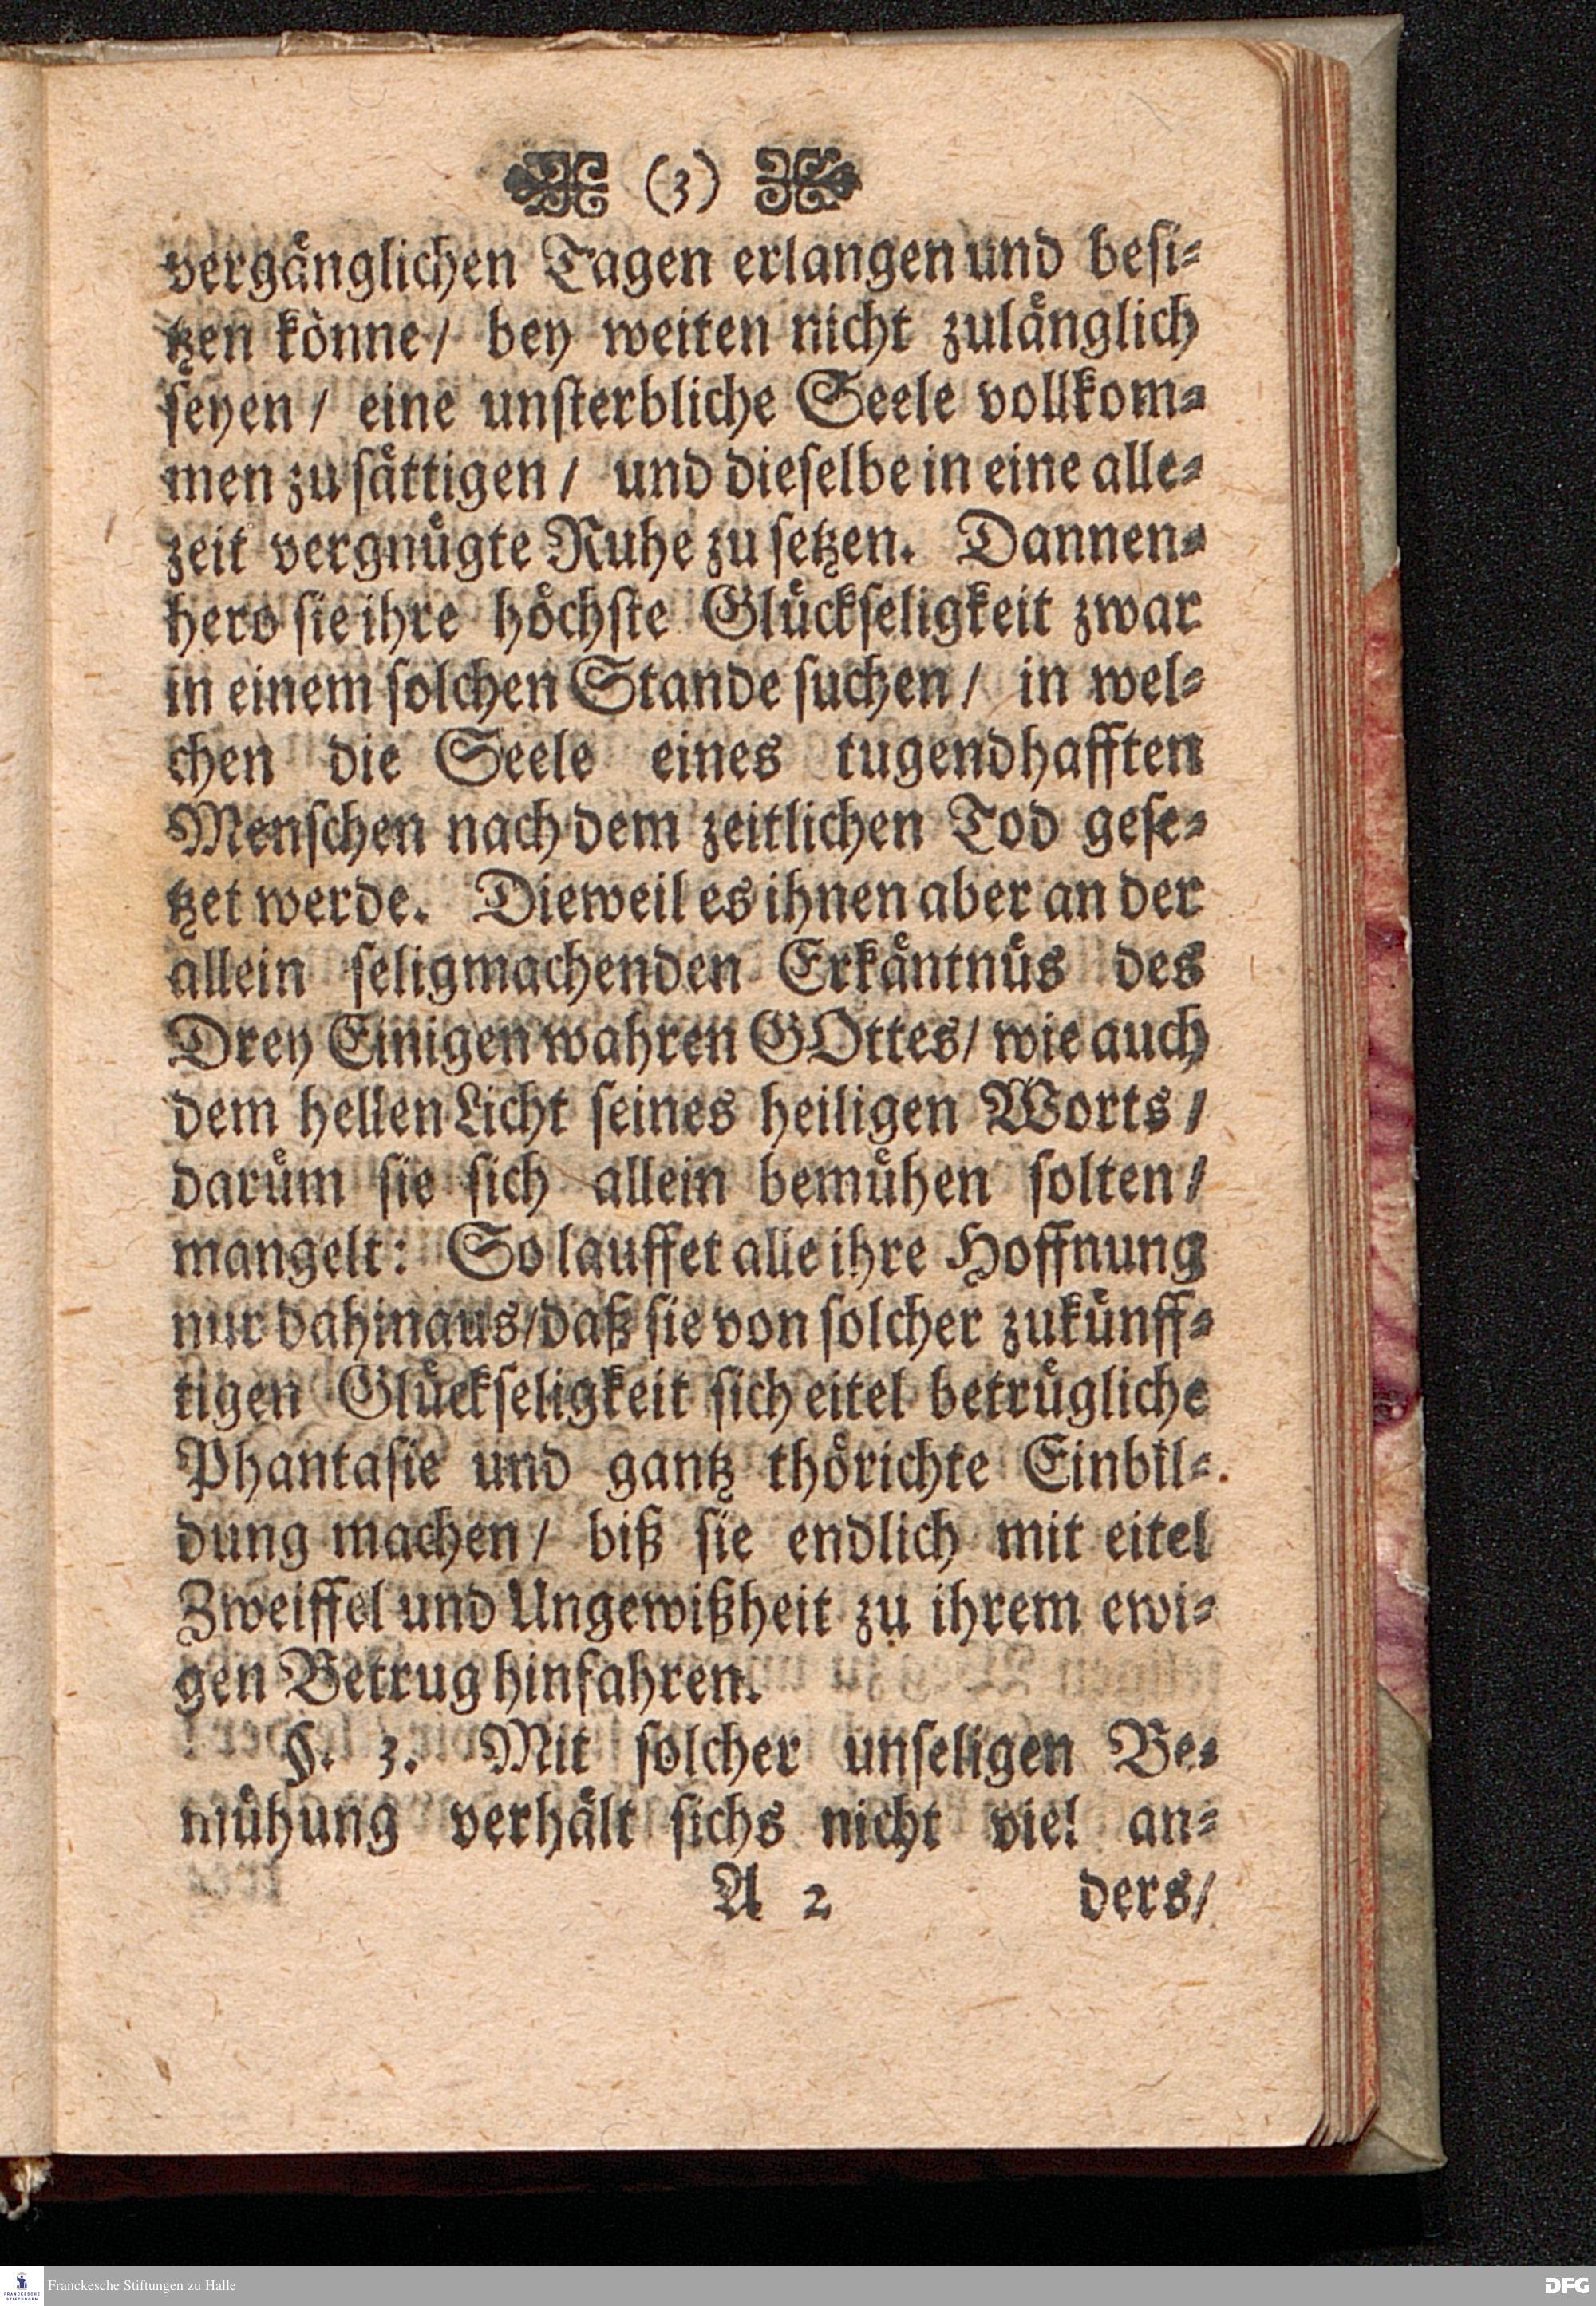 (3)
vergänglichen Tagen erlangen und besi-
tzen könne/ bey weiten nicht zulänglich
seyen/ eine unsterbliche Seele vollkom-
men zu sättigen/ und dieselbe in eine alle-
zeit vergnügte Ruhe zu setzen. Dannen-
hero sie ihre höchste Glückseligkeit zwar
in einem solchen Stande suchen/ in wel-
chen die Seele eines tugendhafften
Menschen nach dem zeitlichen Tod gese-
tzet werde. Dieweil es ihnen aber an der
allein seligmachenden Erkäntnüs des
Drey Einigen wahren GOttes/ wie auch
dem hellen Licht seines heiligen Worts/
darüm sie sich allein bemühen solten/
mangelt: So lauffet alle ihre Hoffnung
nur dahinaus/daß sie von solcher zukünff-
tigen Glückseligkeit sich eitel betrügliche
Phantasie und gantz thörichte Einbil-
dung machen/ biß sie endlich mit eitel
Zweiffel und Ungewißheit zu ihrem ewi-
gen Betrug hinfahren.
§. 3. Mit solcher unseligen Be-
mühung verhält sichs nicht viel an-
A 2 ders/
Franckesche Stiftungen zu Halle
DFG